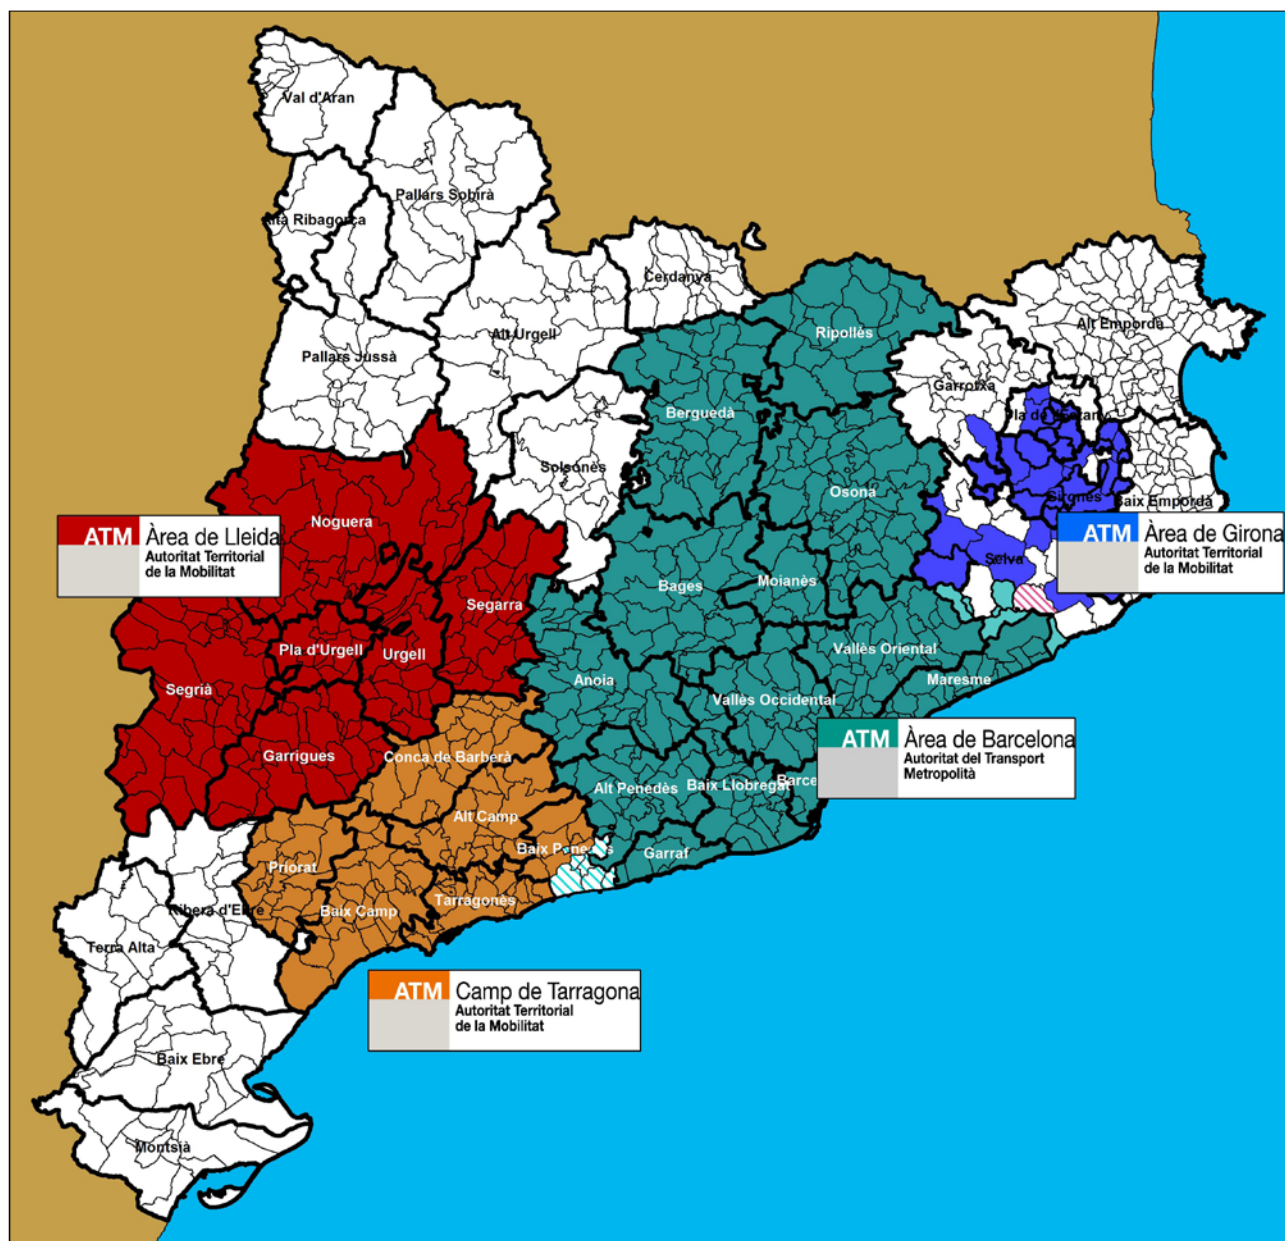 Val d'Aran
Pallars Sobirà
Alta Ribagorça
Cerdanya
Alt Urgell
Pallars Jussà
Ripollès
Alt Empordà
Garrotxa
Berguedà
Pla de l'Estany
Solsonès
Osona
Gironès
Baix Empordà
Noguera
ATM Àrea de Lleida
Autoritat Territorial
de la Mobilitat
ATM Àrea de Girona
Autoritat Territorial
de la Mobilitat
Selva
Bages
Moianès
Segarra
Pla d'Urgell
Urgell
Vallès Oriental
Anoia
Maresme
Segrià
Vallès Occidental
ATM Àrea de Barcelona
Autoritat del Transport
Metropolità
Garrigues
Conca de Barberà
Alt Penedès
Baix Llobregat
Barce
Alt Camp
Baix Penedès
Garraf
Priorat
Tarragonès
Baix Camp
Ribera d'Ebre
Terra Alta
ATM Camp de Tarragona
Autoritat Territorial
de la Mobilitat
Baix Ebre
Montsià